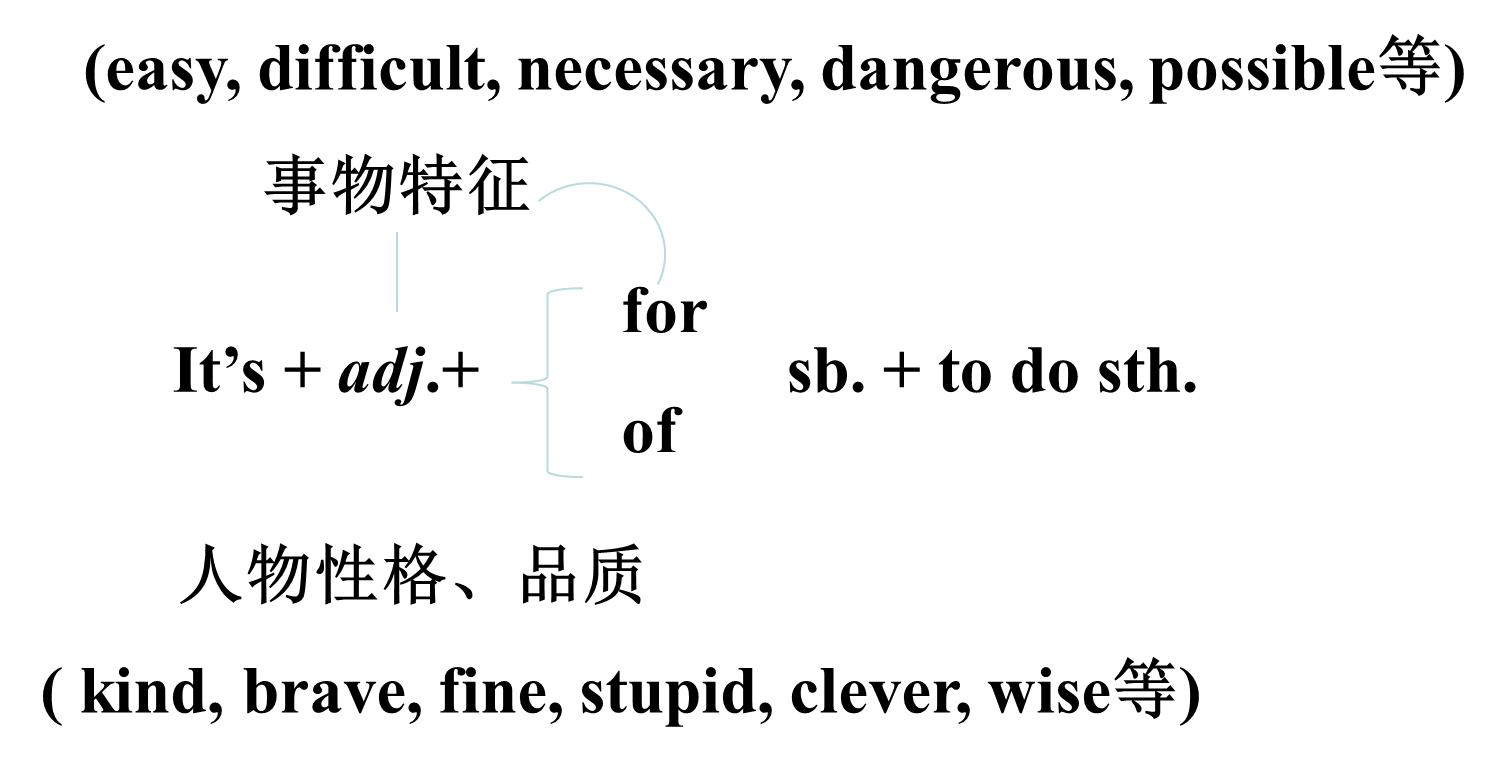 (easy, difficult, necessary, dangerous, possible等)
事物特征
for
It’s + adj.+ sb. + to do sth.
of
人物性格、品质
( kind, brave, fine, stupid, clever, wise等)